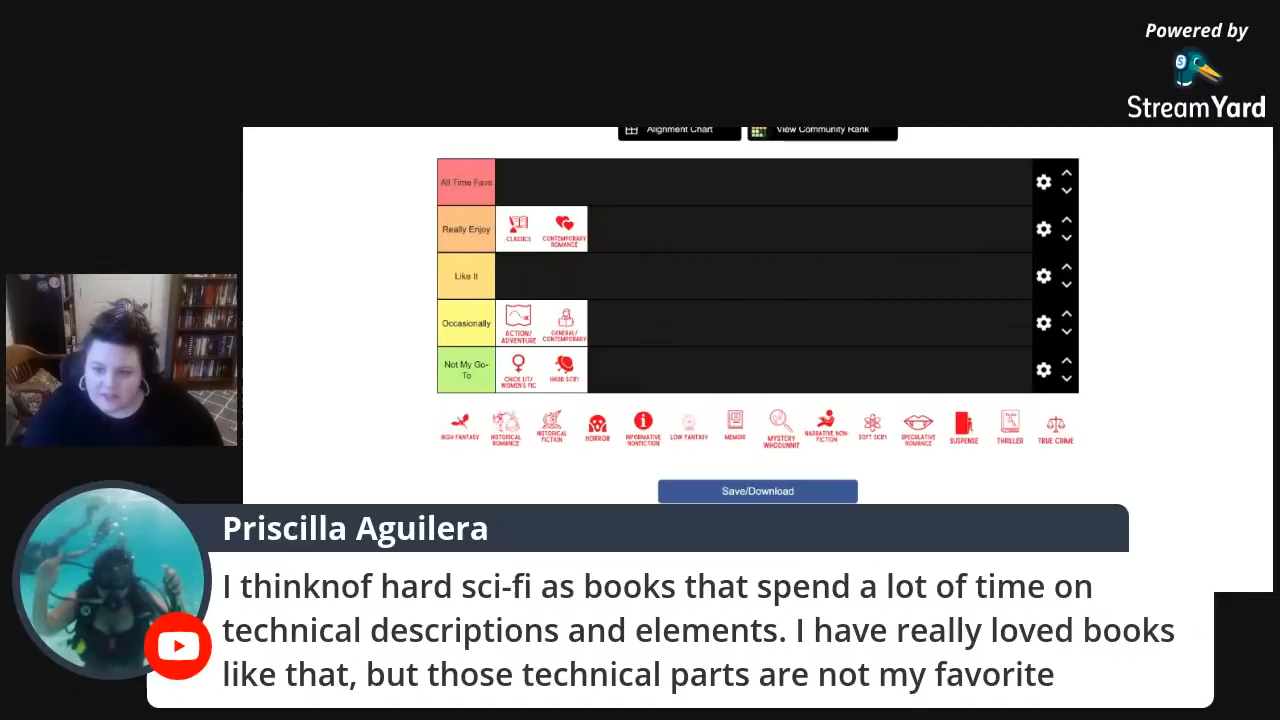 Powered by
StreamYard
Alignment Chart
View Community Rank
All Time Favs
Really Enjoy
CLASSICS
CONTEMPORARY
ROMANCE
Like It
Occasionally
ACTION/
ADVENTURE
GENERAL/
CONTEMPORARY
Not My Go-
To
CHICK LIT/
WOMEN'S FIC
HARD SCIFI
HIGH FANTASY
HISTORICAL
ROMANCE
HISTORICAL
FICTION
HORROR
INFORMATIVE
NONFICTION
LOW FANTASY
MEMOIR
MYSTERY
WHODUNNIT
NARRATIVE NON-
FICTION
SOFT SCIFI
SPECULATIVE
ROMANCE
SUSPENSE
THRILLER
TRUE CRIME
Save/Download
Priscilla Aguilera
I thinknof hard sci-fi as books that spend a lot of time on
technical descriptions and elements. I have really loved books
like that, but those technical parts are not my favorite